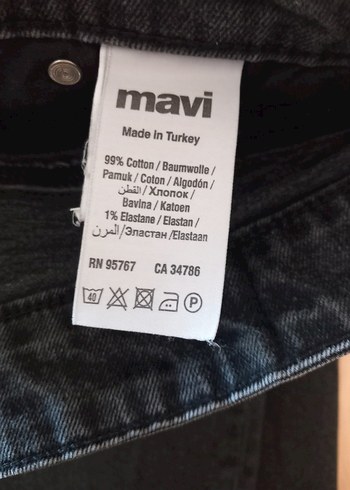 mavi
Made in Turkey
99% Cotton / Baumwolle /
Pamuk / Coton / Algodón /
القطن / Хлопок /
Bavlna / Katoen
1% Elastane / Elastan /
المرن/Эластан /Elastaan
RN 95767 CA 34786
40 P